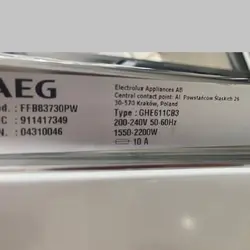 AEG
Electrolux Appliances AB
Central contact point: Al. Powstańców Śląskich 26
30-570 Kraków, Poland
od. : FFB83730PW
Type : GHE611CB3
C : 911417349
200-240V 50-60Hz
: 04310046
1550-2200W
10 A